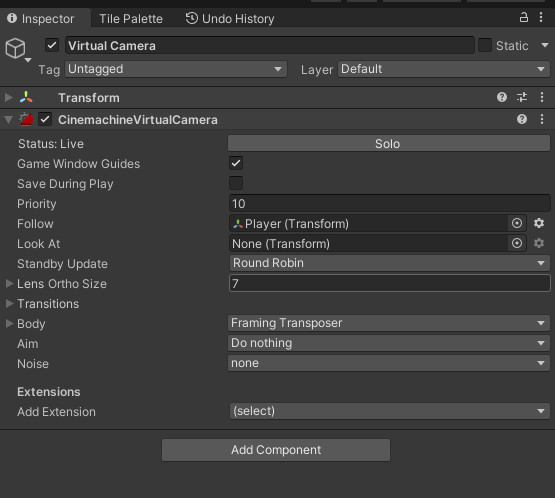 Inspector Tile Palette Undo History
Virtual Camera Static
Tag Untagged Layer Default
Transform
CinemachineVirtualCamera
Status: Live Solo
Game Window Guides
Save During Play
Priority 10
Follow Player (Transform)
Look At None (Transform)
Standby Update Round Robin
Lens Ortho Size 7
Transitions
Body Framing Transposer
Aim Do nothing
Noise none
Extensions
Add Extension (select)
Add Component